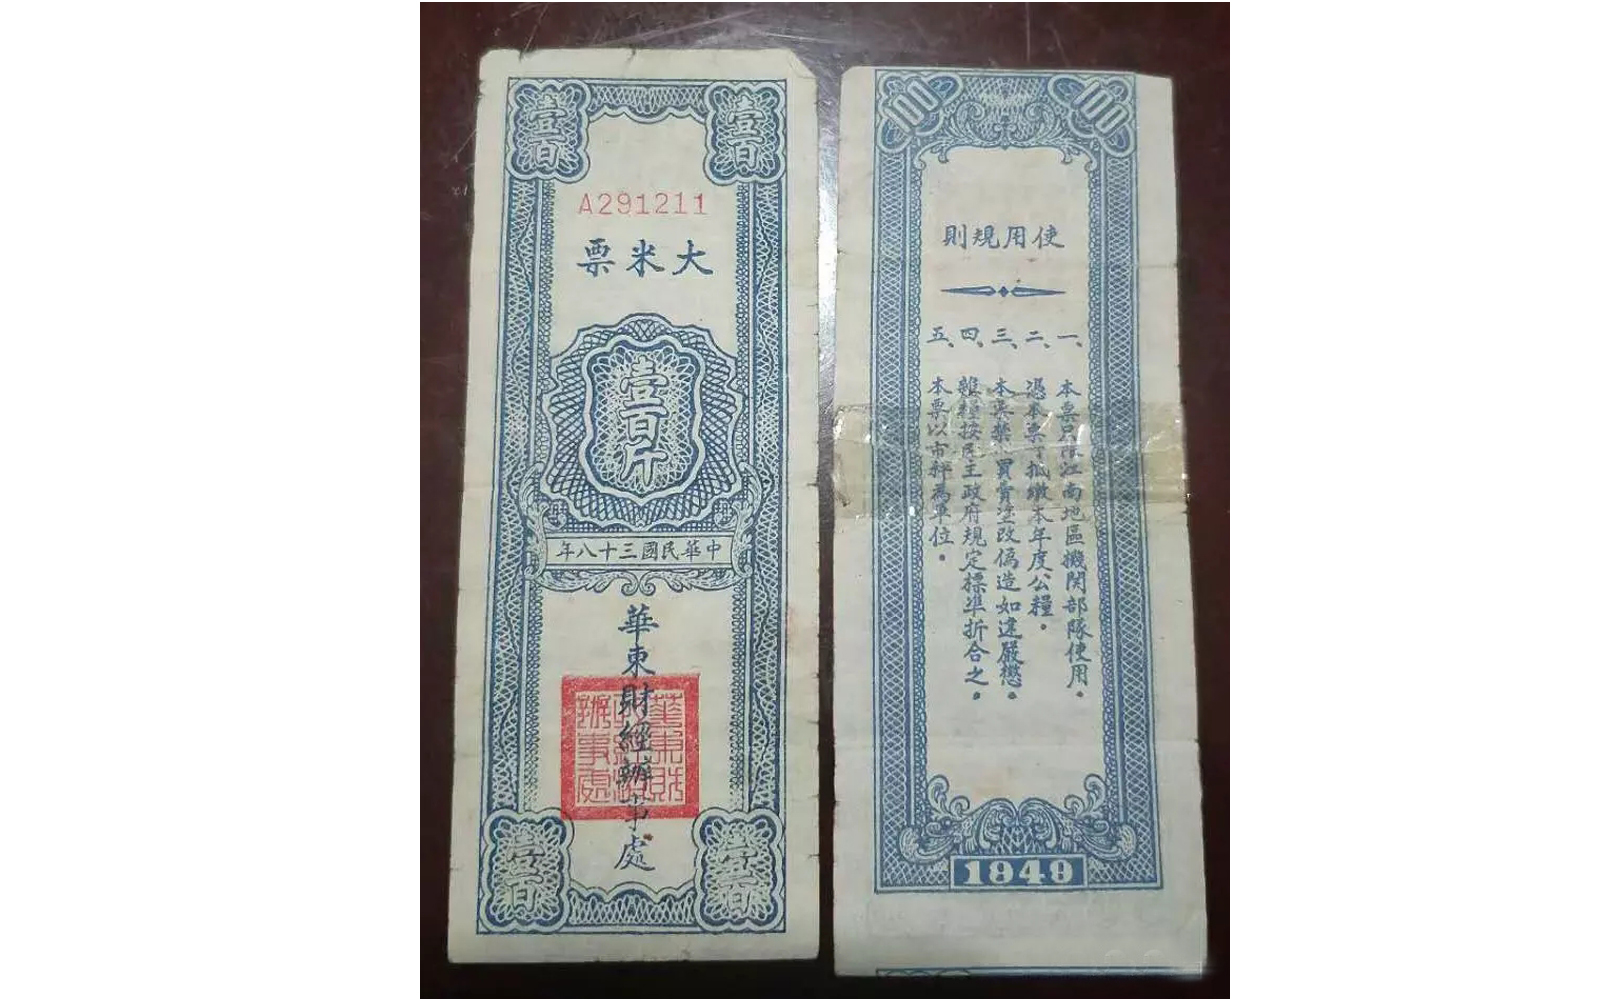 壹百
壹百
A291211
大米票
壹百斤
中華民國三十八年
華東財經辦事處
華東財
政經濟
辦事處
壹百
壹百
100
100
使用規則
一、本票只限江南地區機関部隊使用。
二、憑本票可抵繳本年度公糧。
三、本票禁止買賣塗改偽造如違嚴懲。
四、雜糧按民主政府規定標準折合之。
五、本票以市秤為單位。
1949